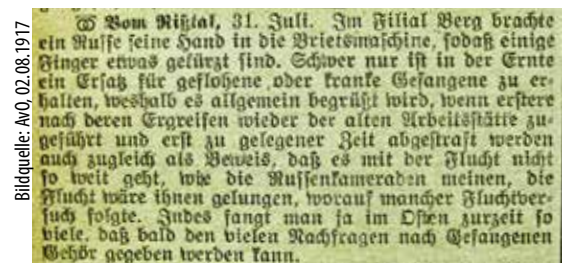 Bildquelle: AvO, 02.08.1917
Vom Rißtal, 31. Juli. Im Filial Berg brachte
ein Russe seine Hand in die Brietsmaschine, sodaß einige
Finger etwas gekürzt sind. Schwer nur ist in der Ernte
ein Ersatz für geflohene oder kranke Gefangene zu er-
halten, weshalb es allgemein begrüßt wird, wenn erstere
nach deren Ergreifen wieder der alten Arbeitsstätte zu-
geführt und erst zu gelegener Zeit abgestraft werden
auch zugleich als Beweis, daß es mit der Flucht nicht
so weit geht, wie die Russenkameraden meinen, die
Flucht wäre ihnen gelungen, worauf mancher Fluchtver-
such folgte. Indes fangt man ja im Osten zurzeit so
viele, daß bald den vielen Nachfragen nach Gefangenen
Gehör gegeben werden kann.